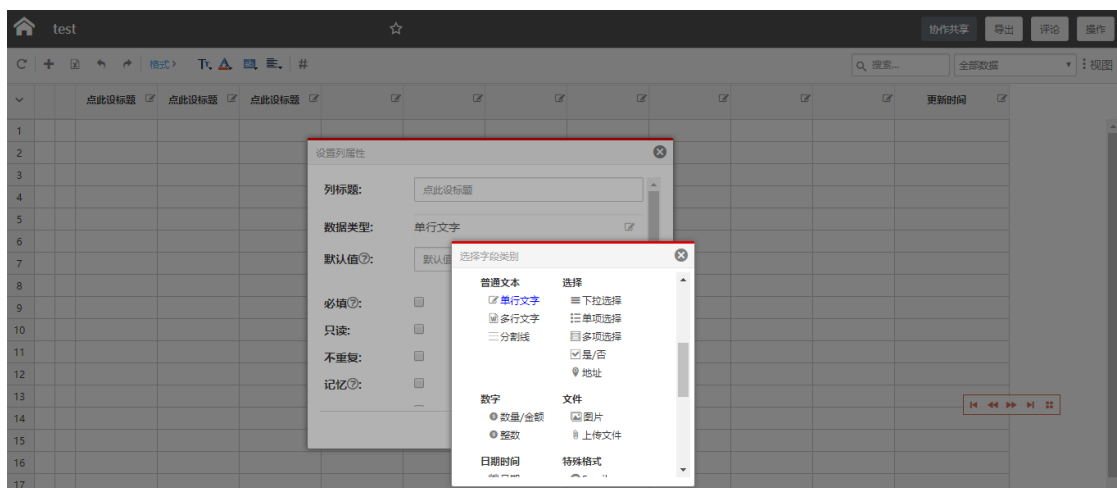 test
协作共享 导出 评论 操作
格式 > # 搜索... 全部数据 ⋮视图
点此设标题 点此设标题 点此设标题 更新时间
1
2
设置列属性
3
列标题: 点此设标题
4
5
数据类型: 单行文字
6
选择字段类别
7
默认值?: 默认值
8
普通文本 选择
9
必填?: 单行文字 下拉选择
多行文字 单项选择
10
只读: 分割线 多项选择
11
不重复: 是/否
12
记忆?: 地址
13
数字 文件
14
数量/金额 图片
15
整数 上传文件
16
日期时间 特殊格式
17